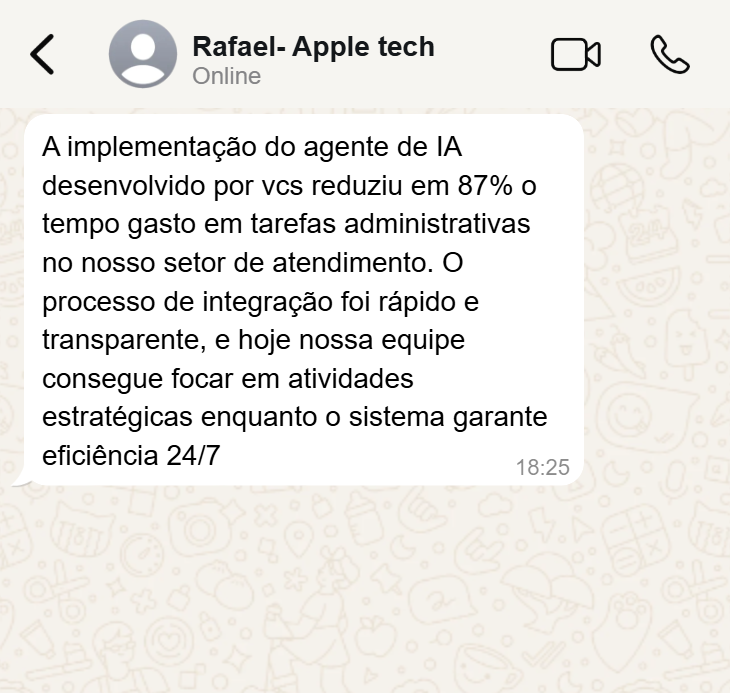 Rafael- Apple tech
Online
A implementação do agente de IA
desenvolvido por vcs reduziu em 87% o
tempo gasto em tarefas administrativas
no nosso setor de atendimento. O
processo de integração foi rápido e
transparente, e hoje nossa equipe
consegue focar em atividades
estratégicas enquanto o sistema garante
eficiência 24/7
18:25